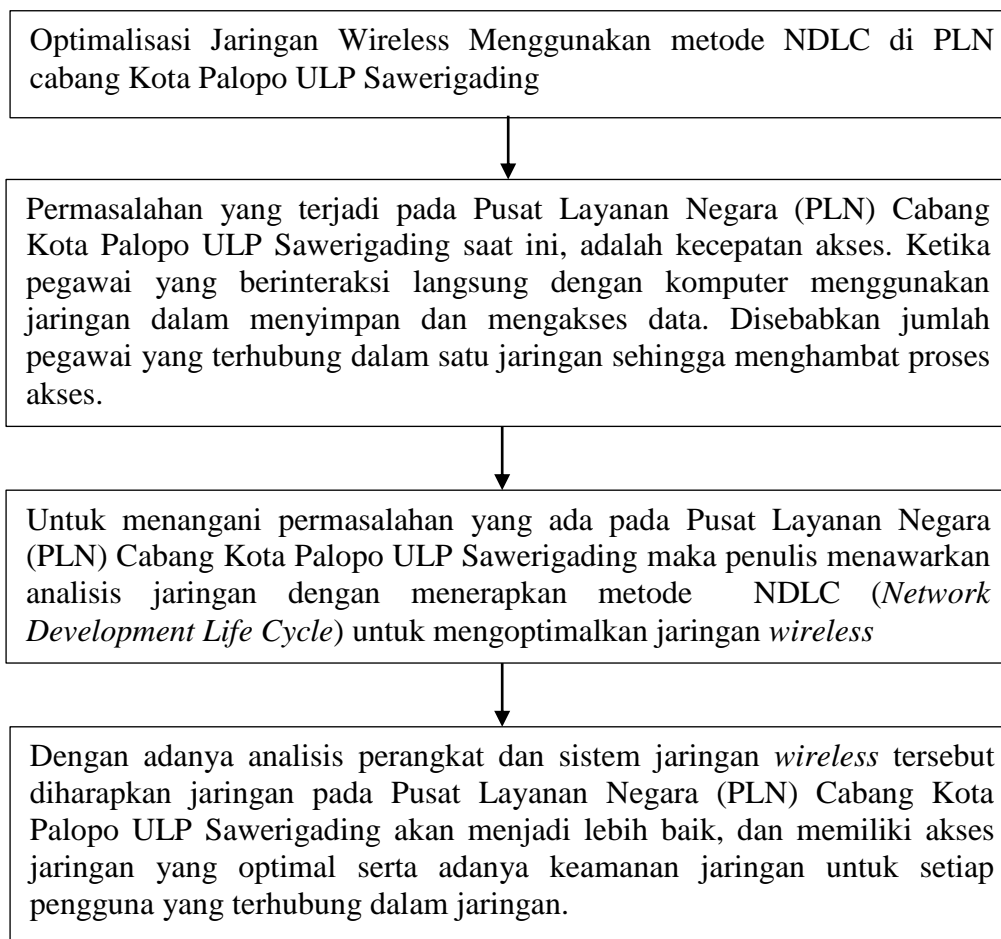 Optimalisasi Jaringan Wireless Menggunakan metode NDLC di PLN
cabang Kota Palopo ULP Sawerigading
Permasalahan yang terjadi pada Pusat Layanan Negara (PLN) Cabang
Kota Palopo ULP Sawerigading saat ini, adalah kecepatan akses. Ketika
pegawai yang berinteraksi langsung dengan komputer menggunakan
jaringan dalam menyimpan dan mengakses data. Disebabkan jumlah
pegawai yang terhubung dalam satu jaringan sehingga menghambat proses
akses.
Untuk menangani permasalahan yang ada pada Pusat Layanan Negara
(PLN) Cabang Kota Palopo ULP Sawerigading maka penulis menawarkan
analisis jaringan dengan menerapkan metode NDLC (Network
Development Life Cycle) untuk mengoptimalkan jaringan wireless
Dengan adanya analisis perangkat dan sistem jaringan wireless tersebut
diharapkan jaringan pada Pusat Layanan Negara (PLN) Cabang Kota
Palopo ULP Sawerigading akan menjadi lebih baik, dan memiliki akses
jaringan yang optimal serta adanya keamanan jaringan untuk setiap
pengguna yang terhubung dalam jaringan.